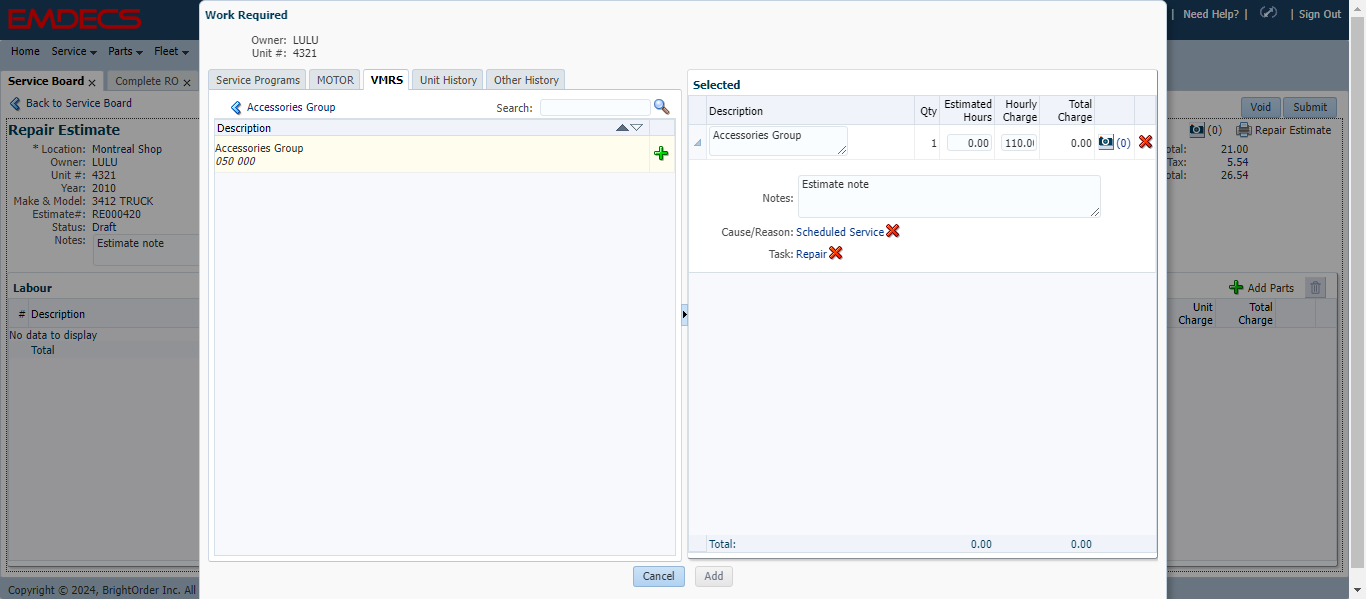 EMDECS
Need Help? |
| Sign Out
Home Service Parts Fleet
Service Board x Complete RO x
Back to Service Board
Void Submit
Repair Estimate
(0) Repair Estimate
* Location: Montreal Shop
Owner: LULU
Unit #: 4321
Year: 2010
Make & Model: 3412 TRUCK
Estimate#: RE000420
Status: Draft
Notes: Estimate note
otal: 21.00
Tax: 5.54
otal: 26.54
Labour
# Description
No data to display
Total
Add Parts
Unit Charge Total Charge
Copyright © 2024, BrightOrder Inc. All
Work Required
Owner: LULU
Unit #: 4321
Service Programs MOTOR VMRS Unit History Other History
Accessories Group Search:
Description
Accessories Group
050 000
Selected
Description Qty Estimated Hours Hourly Charge Total Charge
Accessories Group 1 0.00 110.0 0.00 (0)
Notes: Estimate note
Cause/Reason: Scheduled Service
Task: Repair
Total: 0.00 0.00
Cancel Add